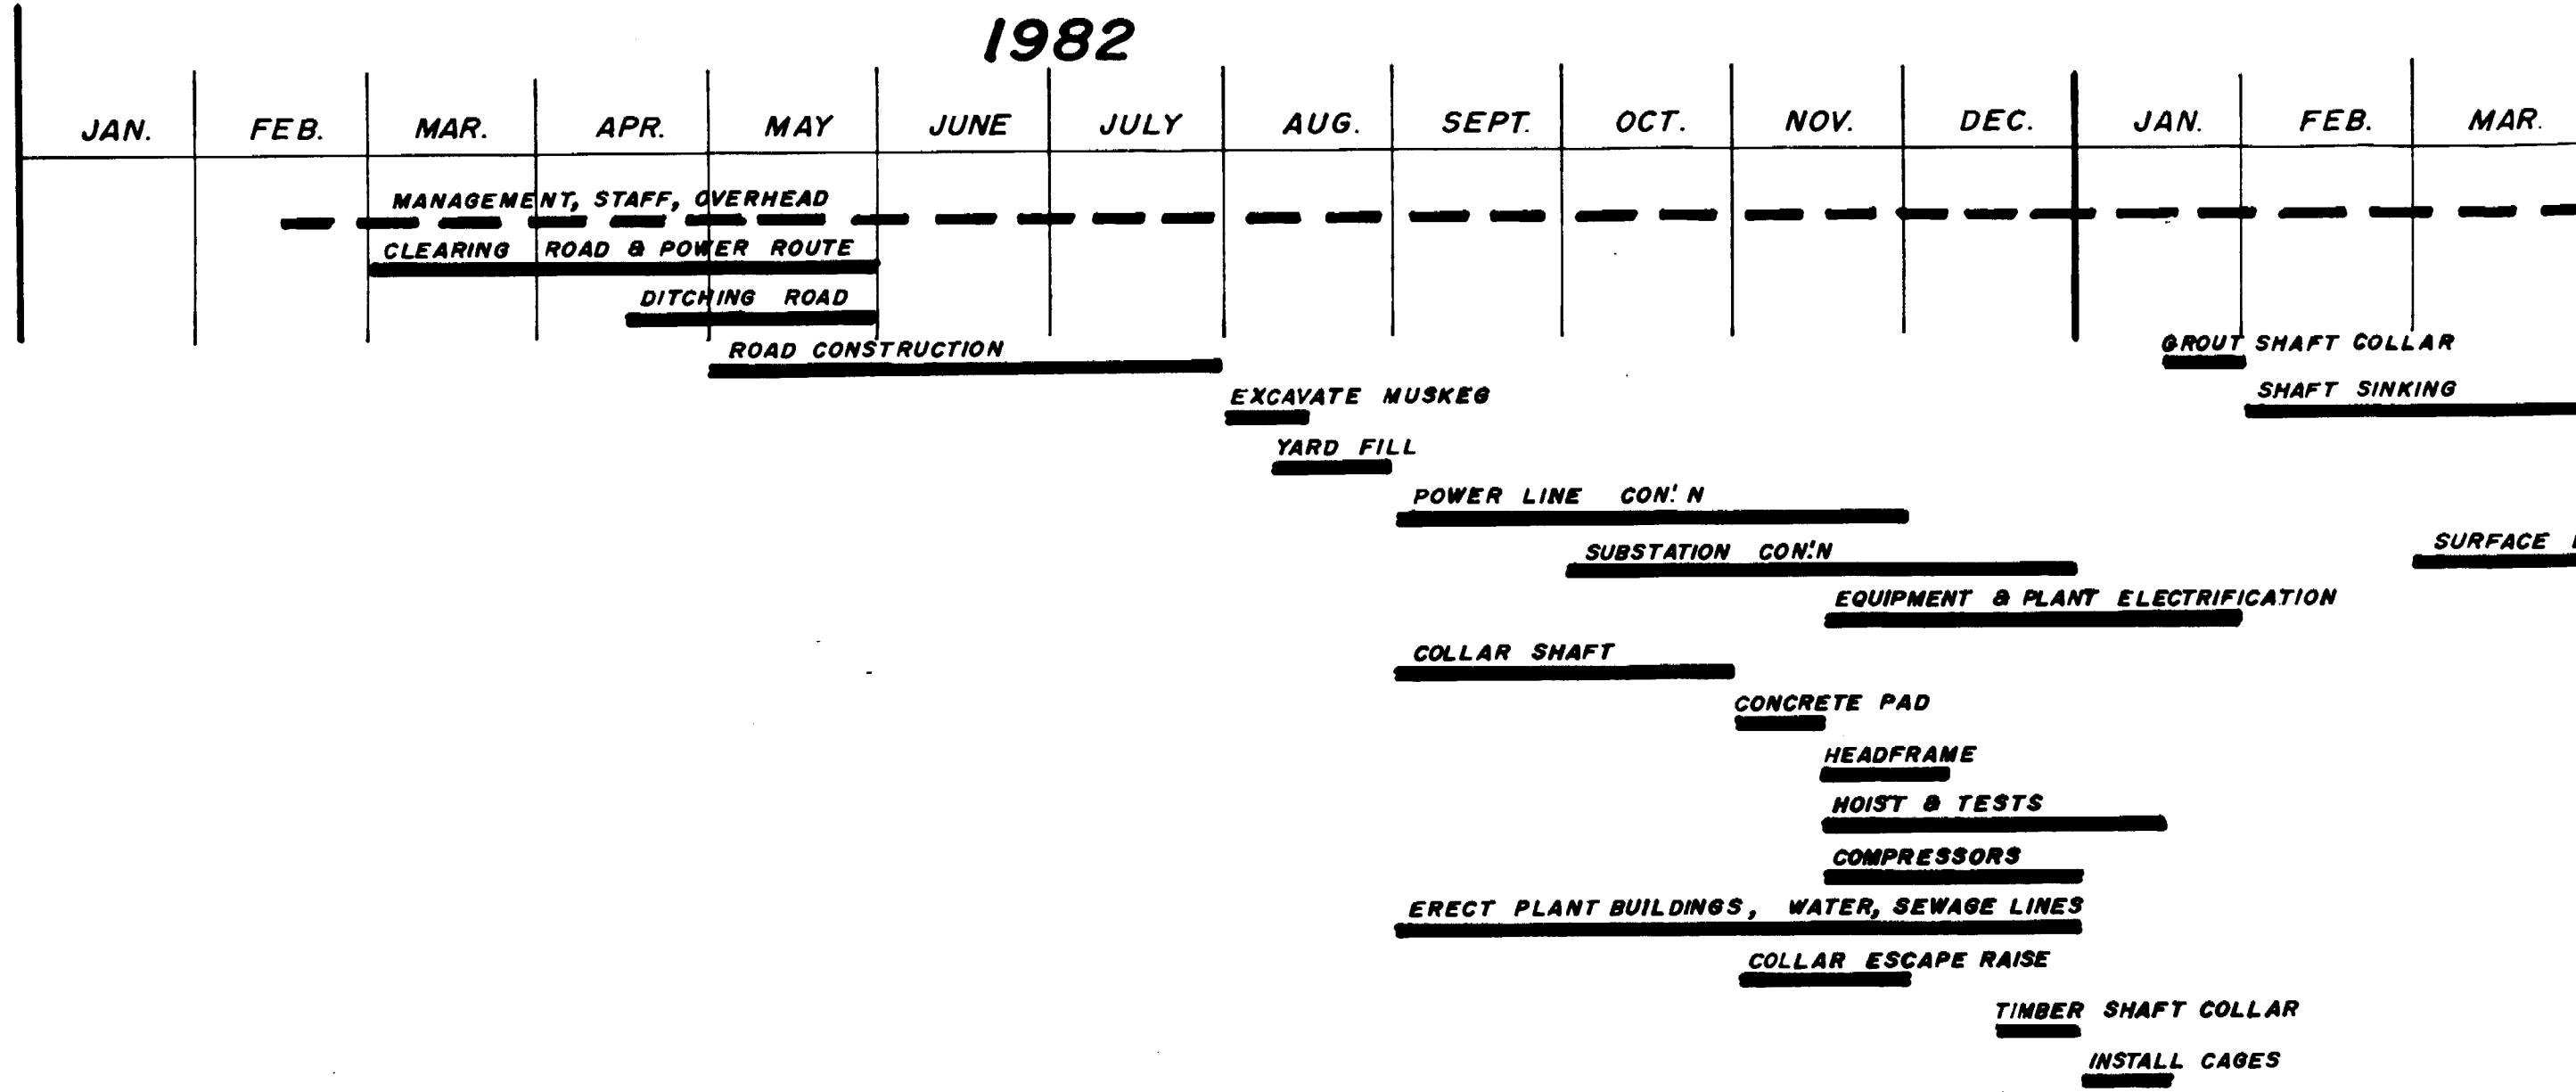 1982
JAN. FEB. MAR. APR. MAY JUNE JULY AUG. SEPT. OCT. NOV. DEC. JAN. FEB. MAR.
MANAGEMENT, STAFF, OVERHEAD
CLEARING ROAD & POWER ROUTE
DITCHING ROAD
ROAD CONSTRUCTION
GROUT SHAFT COLLAR
EXCAVATE MUSKEG
SHAFT SINKING
YARD FILL
POWER LINE CON'.N
SUBSTATION CON'.N
SURFACE
EQUIPMENT & PLANT ELECTRIFICATION
COLLAR SHAFT
CONCRETE PAD
HEADFRAME
HOIST & TESTS
COMPRESSORS
ERECT PLANT BUILDINGS, WATER, SEWAGE LINES
COLLAR ESCAPE RAISE
TIMBER SHAFT COLLAR
INSTALL CAGES